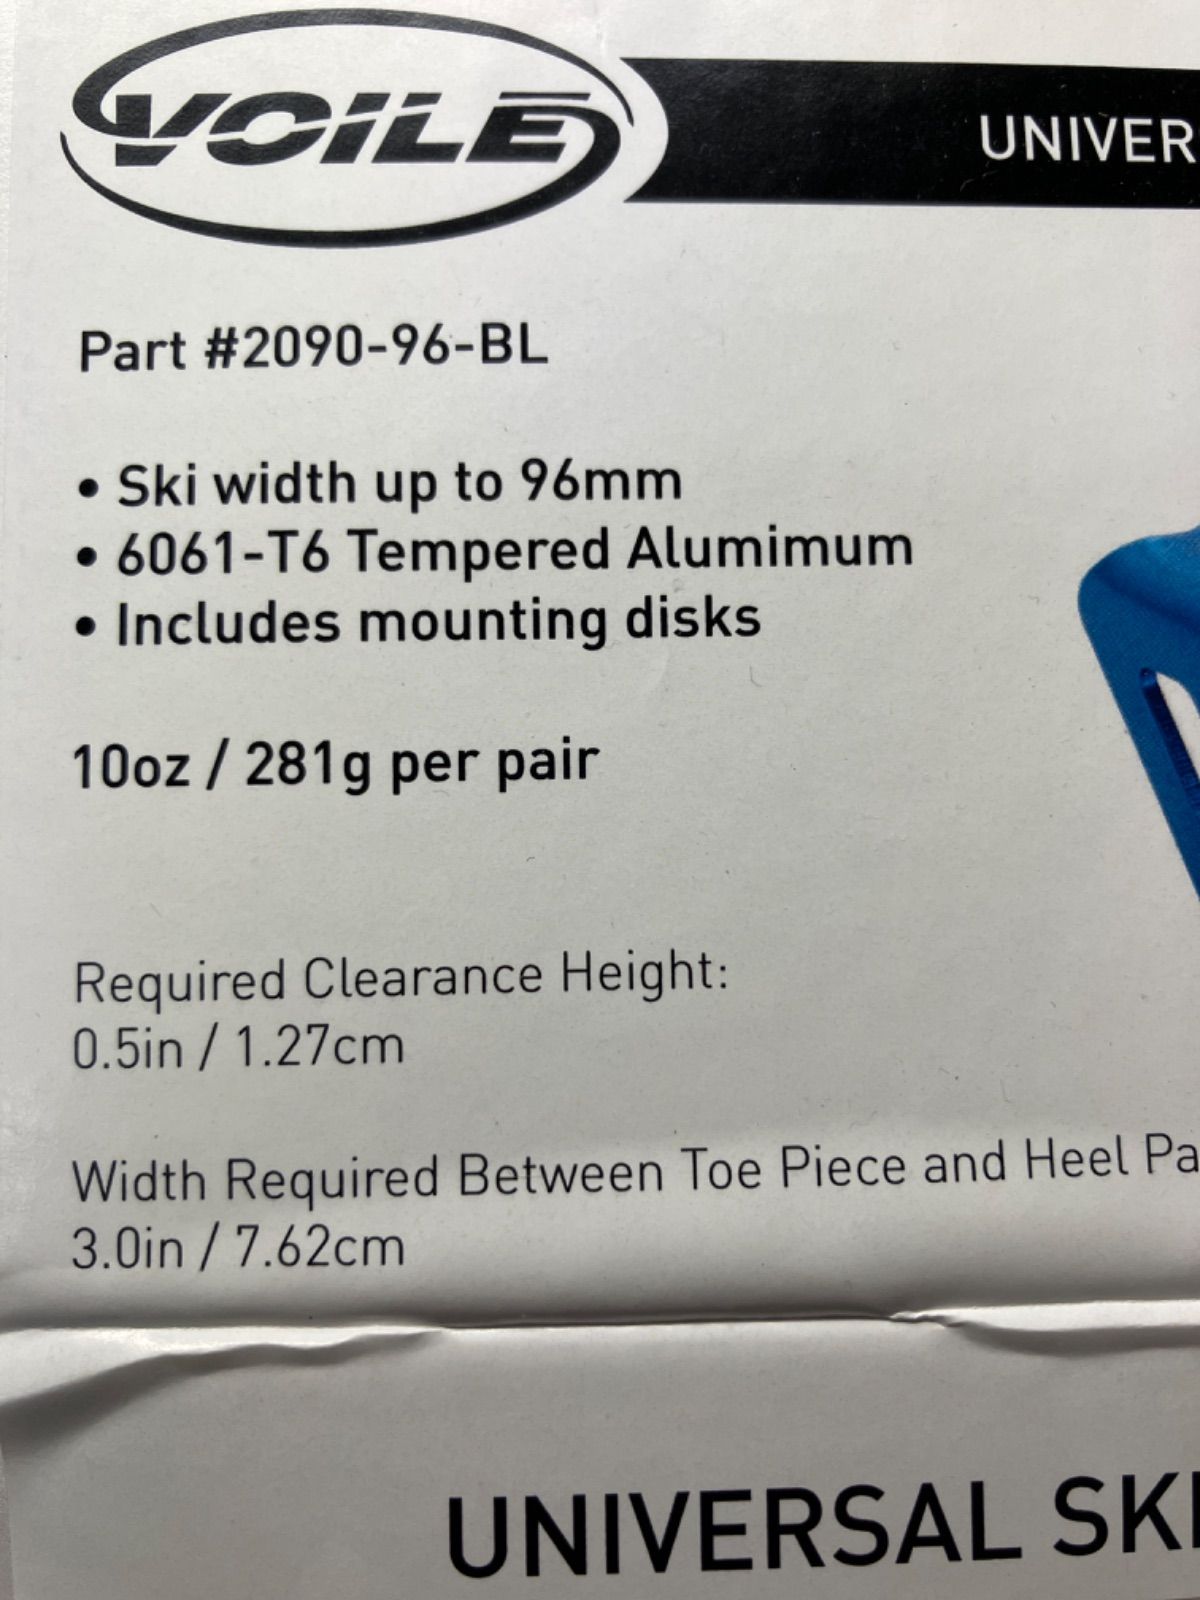 VOILÉ
UNIVER
Part #2090-96-BL
• Ski width up to 96mm
• 6061-T6 Tempered Alumimum
• Includes mounting disks
10oz / 281g per pair
Required Clearance Height:
0.5in / 1.27cm
Width Required Between Toe Piece and Heel Pa
3.0in / 7.62cm
UNIVERSAL SKI